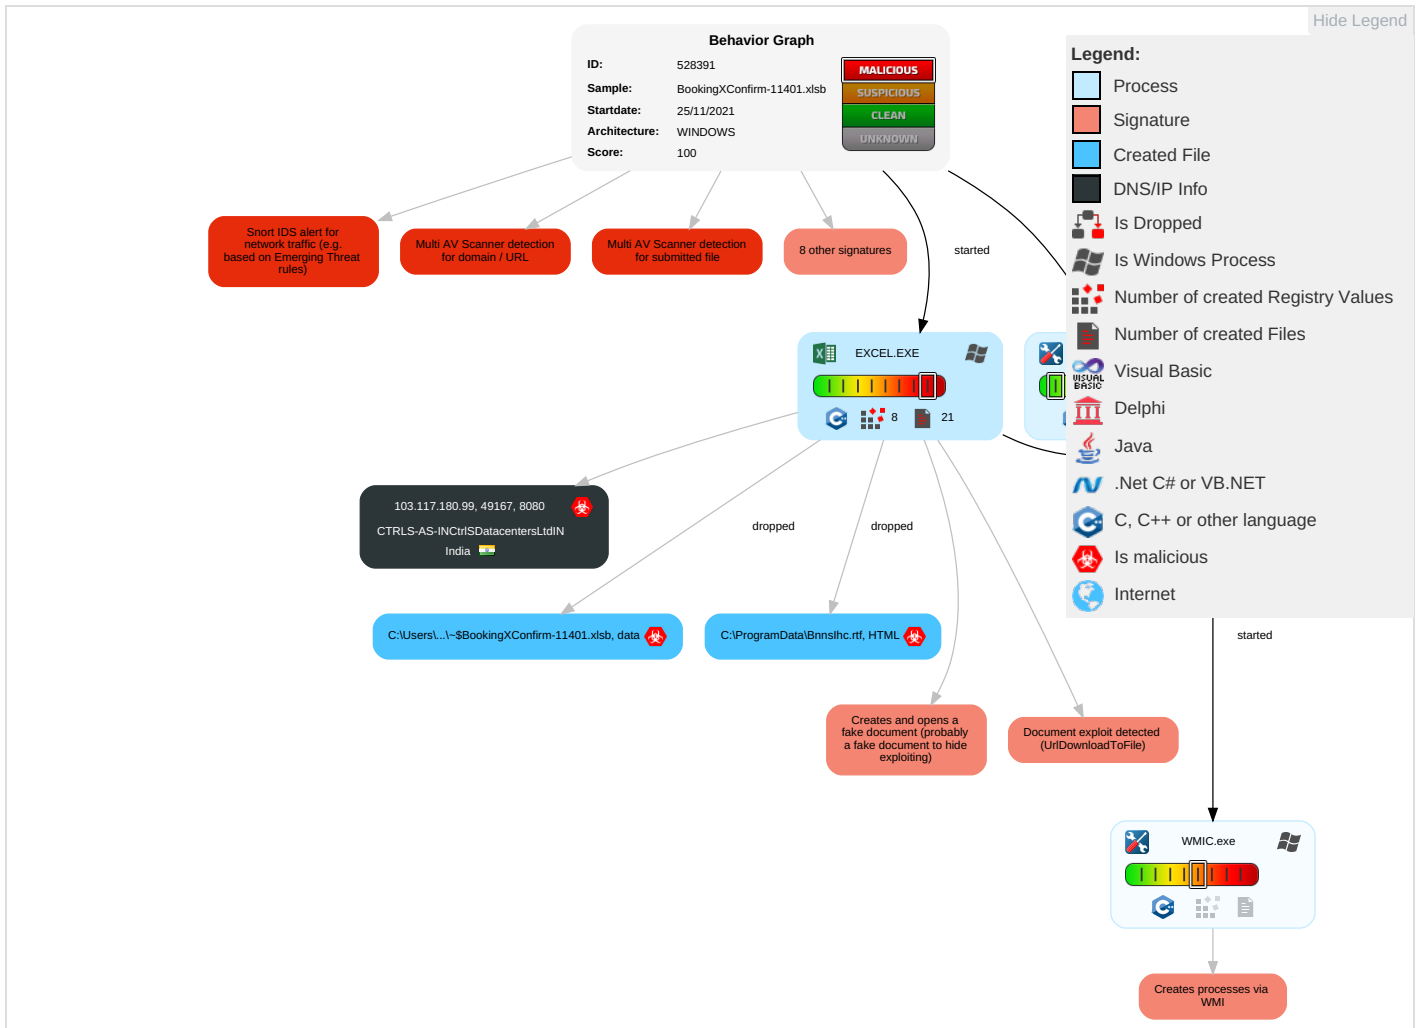 Hide Legend
Behavior Graph
ID: 528391
Sample: BookingXConfirm-11401.xlsb
Startdate: 25/11/2021
Architecture: WINDOWS
Score: 100
MALICIOUS
SUSPICIOUS
CLEAN
UNKNOWN
Legend:
Process
Signature
Created File
DNS/IP Info
Is Dropped
Is Windows Process
Number of created Registry Values
Number of created Files
Visual Basic
Delphi
Java
.Net C# or VB.NET
C, C++ or other language
Is malicious
Internet
VISUAL
BASIC
Snort IDS alert for
network traffic (e.g.
based on Emerging Threat
rules)
Multi AV Scanner detection
for domain / URL
Multi AV Scanner detection
for submitted file
8 other signatures
started
EXCEL.EXE
8
21
103.117.180.99, 49167, 8080
CTRLS-AS-INCtrlSDatacentersLtdIN
India
dropped
dropped
C:\Users\...\~$BookingXConfirm-11401.xlsb, data
C:\ProgramData\Bnnslhc.rtf, HTML
started
Creates and opens a
fake document (probably
a fake document to hide
exploiting)
Document exploit detected
(UrlDownloadToFile)
WMIC.exe
Creates processes via
WMI